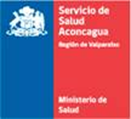 Servicio de
Salud
Aconcagua
Región de Valparaíso
Ministerio de
Salud